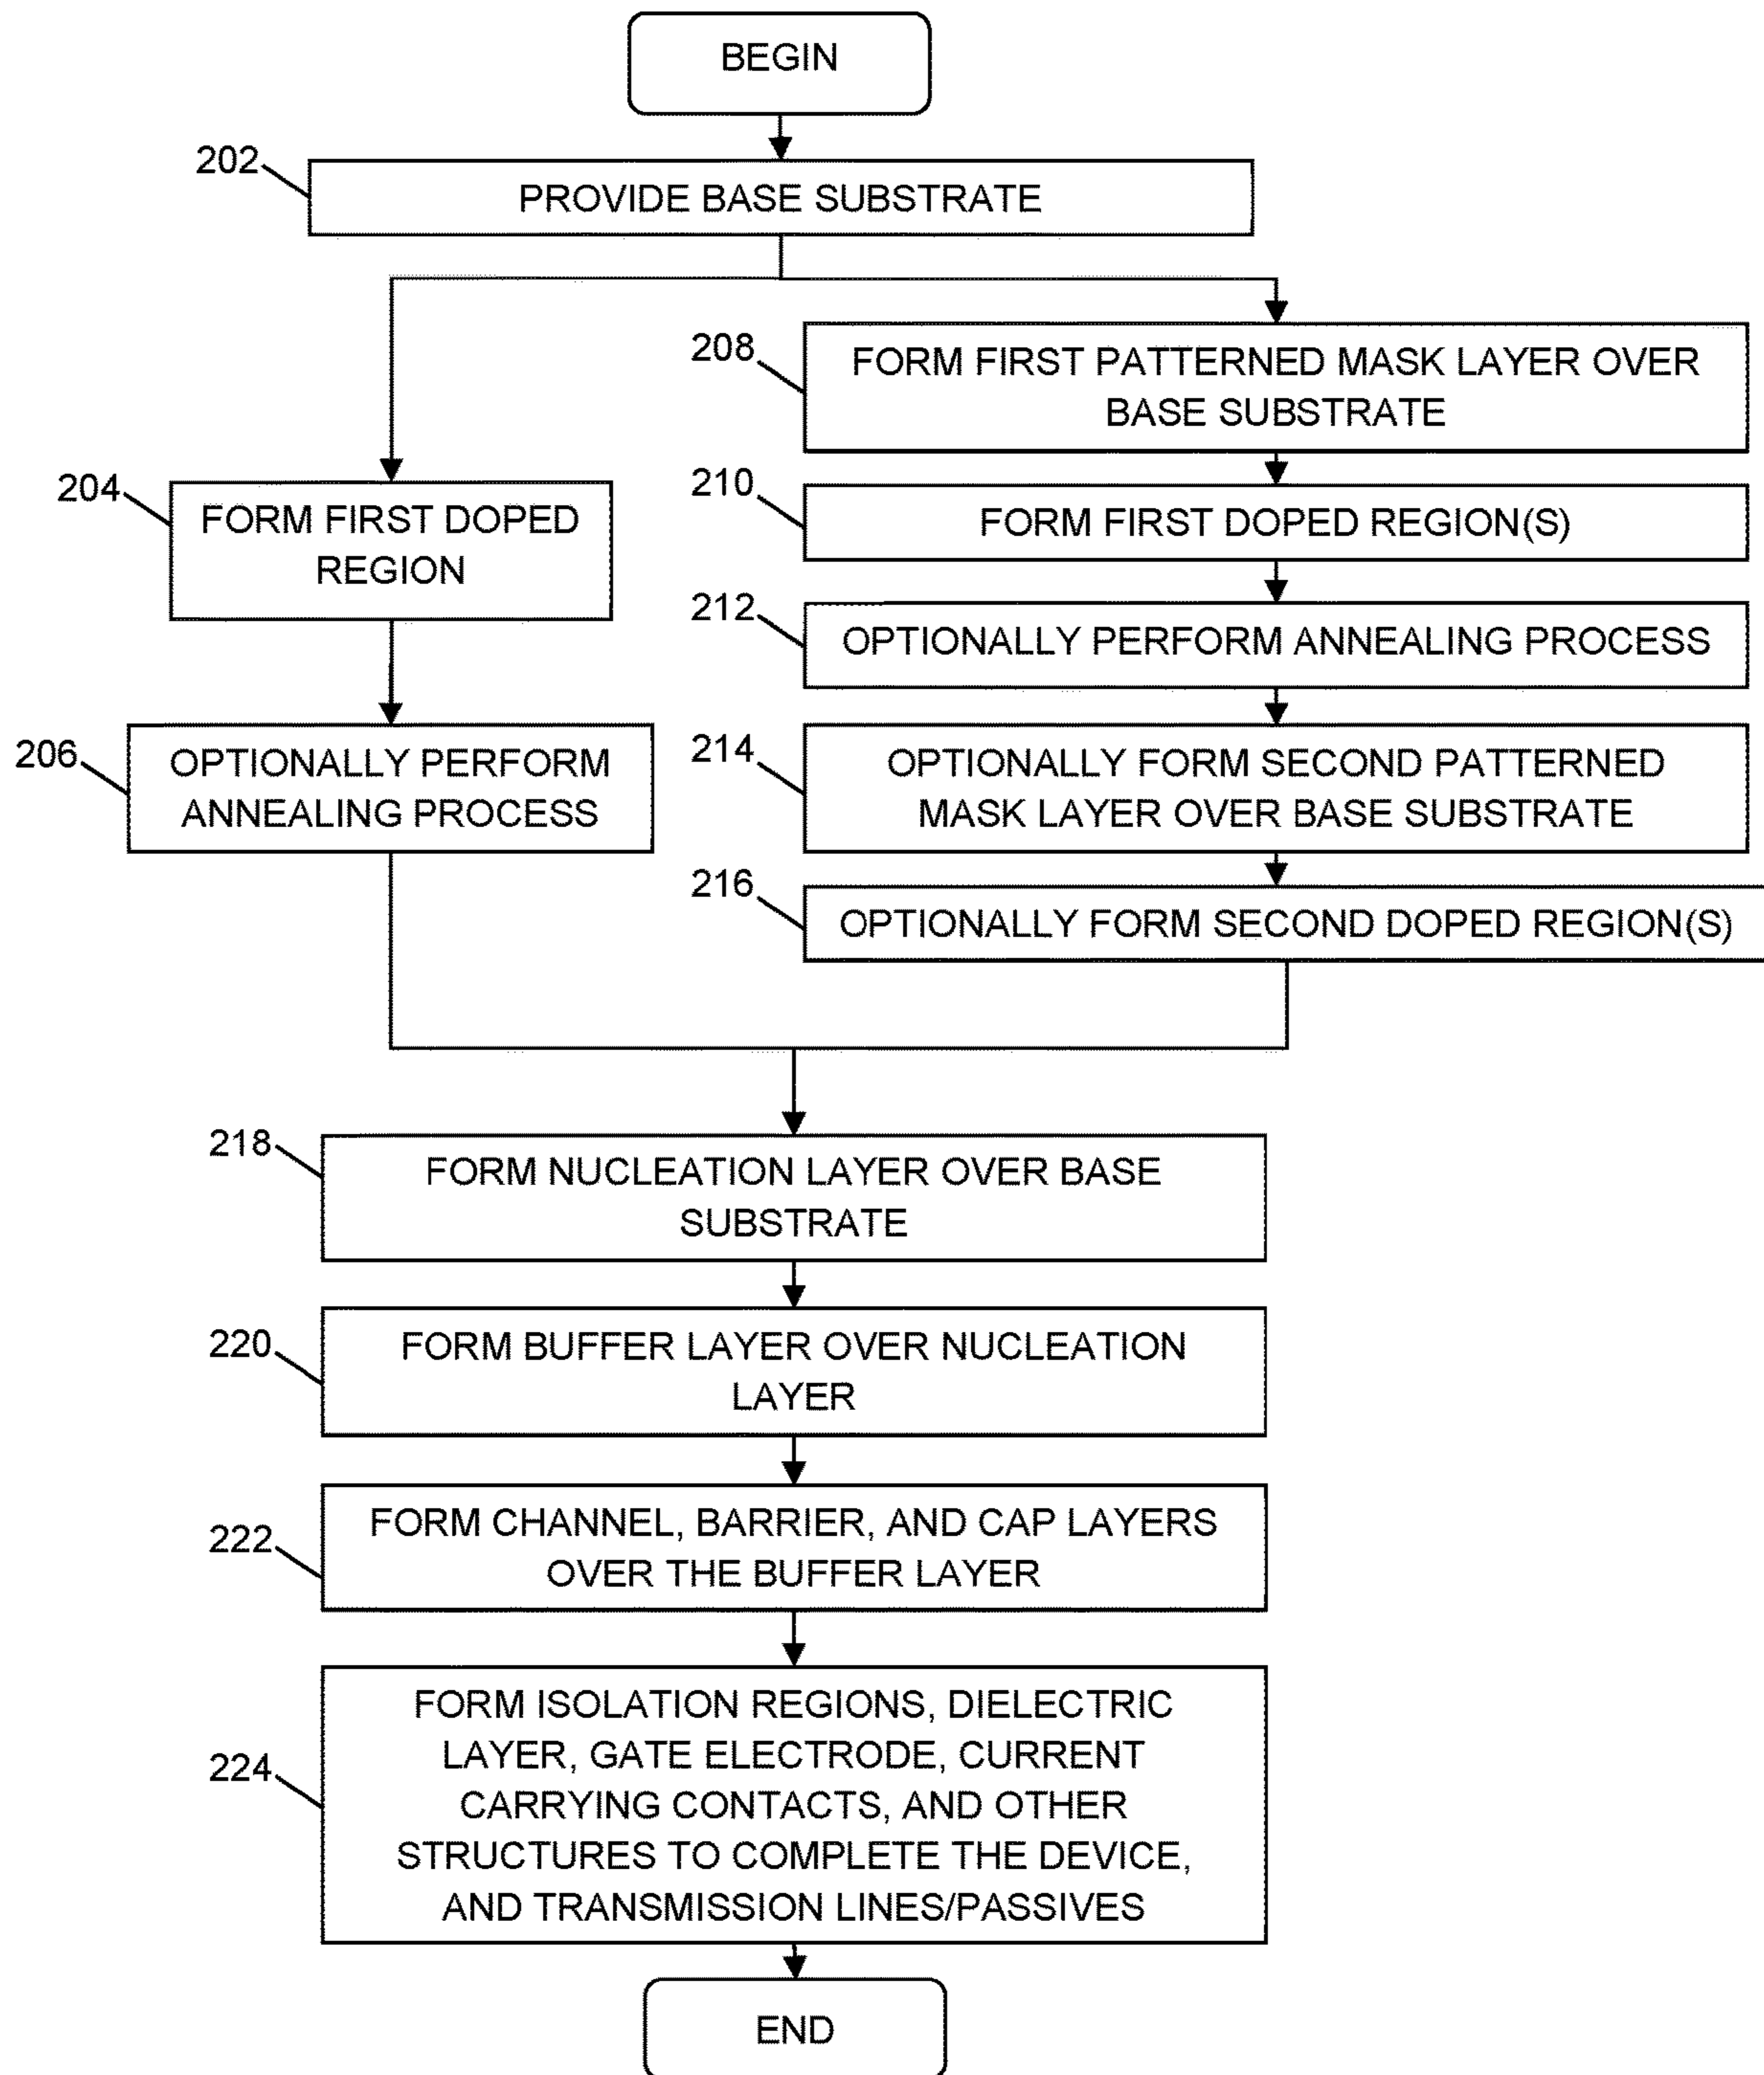 BEGIN
202
PROVIDE BASE SUBSTRATE
204
FORM FIRST DOPED
REGION
206
OPTIONALLY PERFORM
ANNEALING PROCESS
208
FORM FIRST PATTERNED MASK LAYER OVER
BASE SUBSTRATE
210
FORM FIRST DOPED REGION(S)
212
OPTIONALLY PERFORM ANNEALING PROCESS
214
OPTIONALLY FORM SECOND PATTERNED
MASK LAYER OVER BASE SUBSTRATE
216
OPTIONALLY FORM SECOND DOPED REGION(S)
218
FORM NUCLEATION LAYER OVER BASE
SUBSTRATE
220
FORM BUFFER LAYER OVER NUCLEATION
LAYER
222
FORM CHANNEL, BARRIER, AND CAP LAYERS
OVER THE BUFFER LAYER
224
FORM ISOLATION REGIONS, DIELECTRIC
LAYER, GATE ELECTRODE, CURRENT
CARRYING CONTACTS, AND OTHER
STRUCTURES TO COMPLETE THE DEVICE,
AND TRANSMISSION LINES/PASSIVES
END